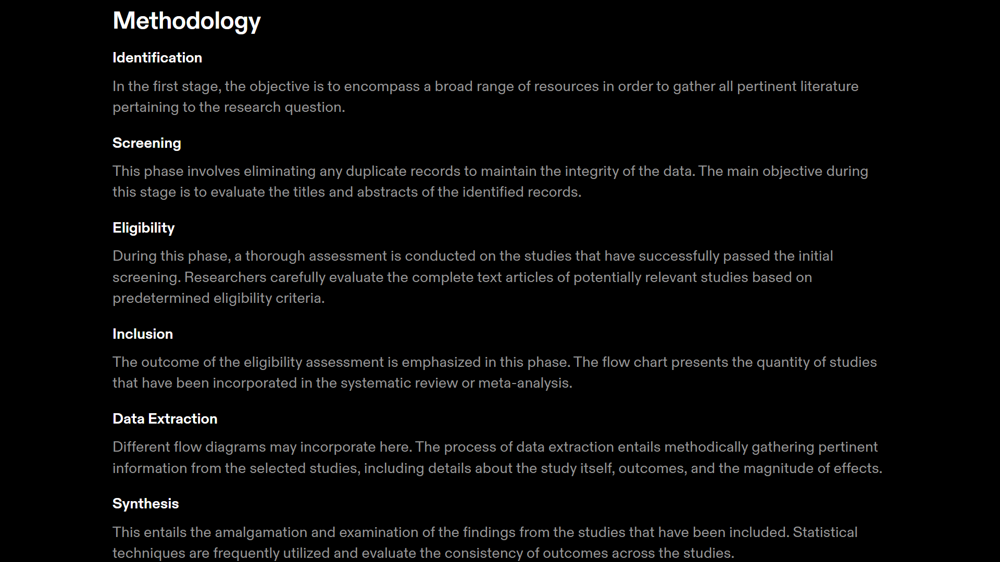 Methodology
Identification
In the first stage, the objective is to encompass a broad range of resources in order to gather all pertinent literature
pertaining to the research question.
Screening
This phase involves eliminating any duplicate records to maintain the integrity of the data. The main objective during
this stage is to evaluate the titles and abstracts of the identified records.
Eligibility
During this phase, a thorough assessment is conducted on the studies that have successfully passed the initial
screening. Researchers carefully evaluate the complete text articles of potentially relevant studies based on
predetermined eligibility criteria.
Inclusion
The outcome of the eligibility assessment is emphasized in this phase. The flow chart presents the quantity of studies
that have been incorporated in the systematic review or meta-analysis.
Data Extraction
Different flow diagrams may incorporate here. The process of data extraction entails methodically gathering pertinent
information from the selected studies, including details about the study itself, outcomes, and the magnitude of effects.
Synthesis
This entails the amalgamation and examination of the findings from the studies that have been included. Statistical
techniques are frequently utilized and evaluate the consistency of outcomes across the studies.